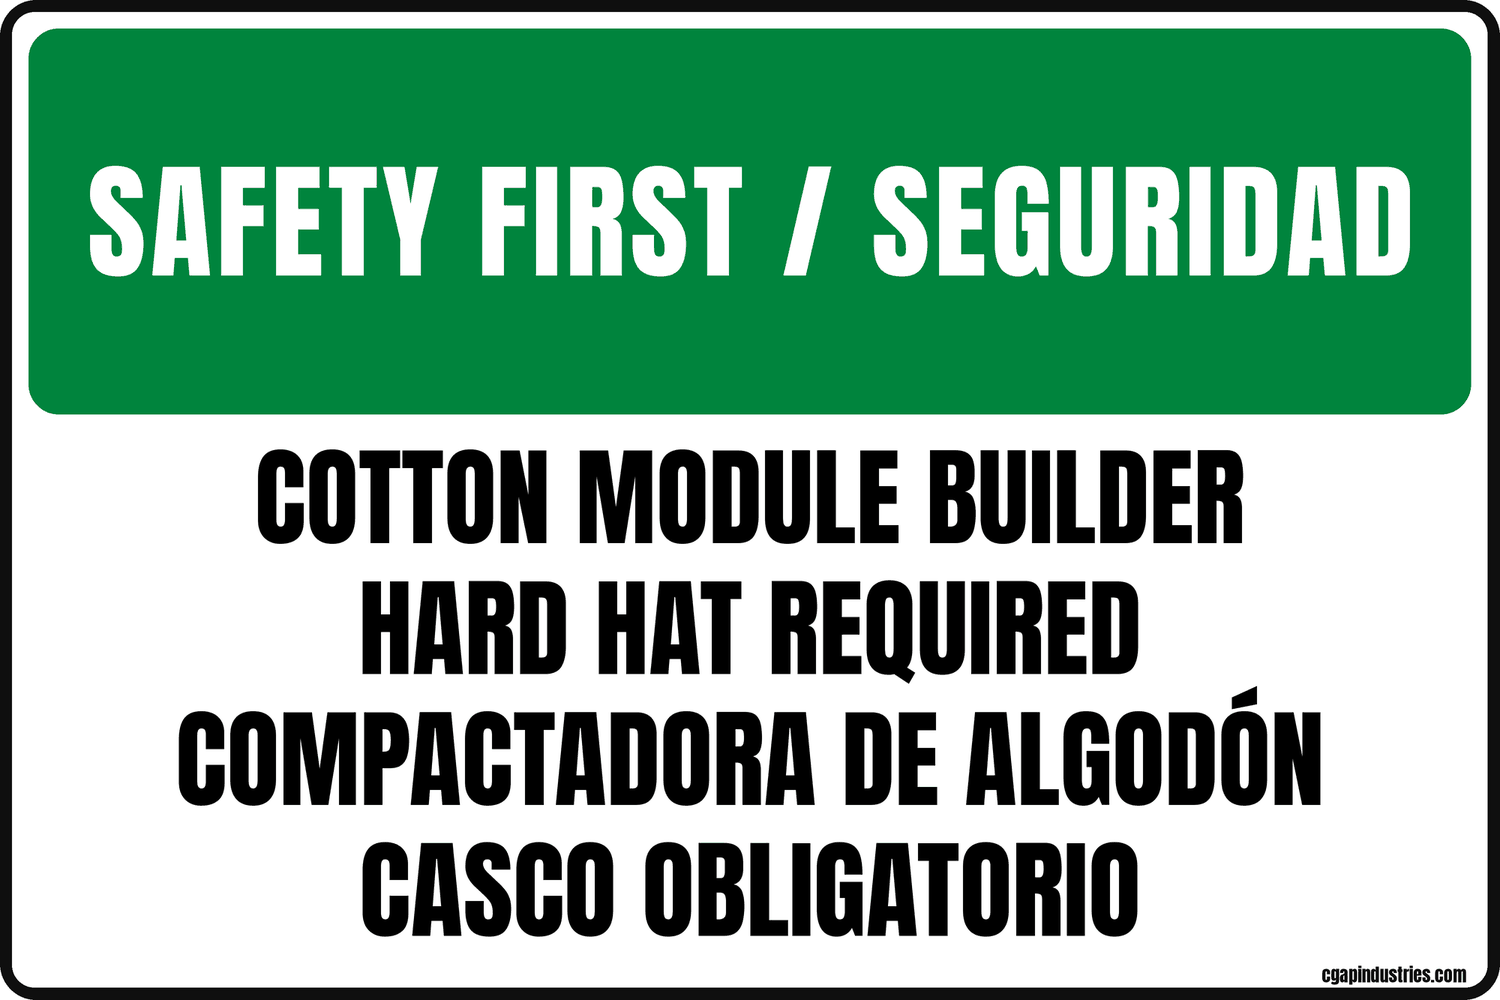 SAFETY FIRST / SEGURIDAD
COTTON MODULE BUILDER
HARD HAT REQUIRED
COMPACTADORA DE ALGODÓN
CASCO OBLIGATORIO
cgapindustries.com